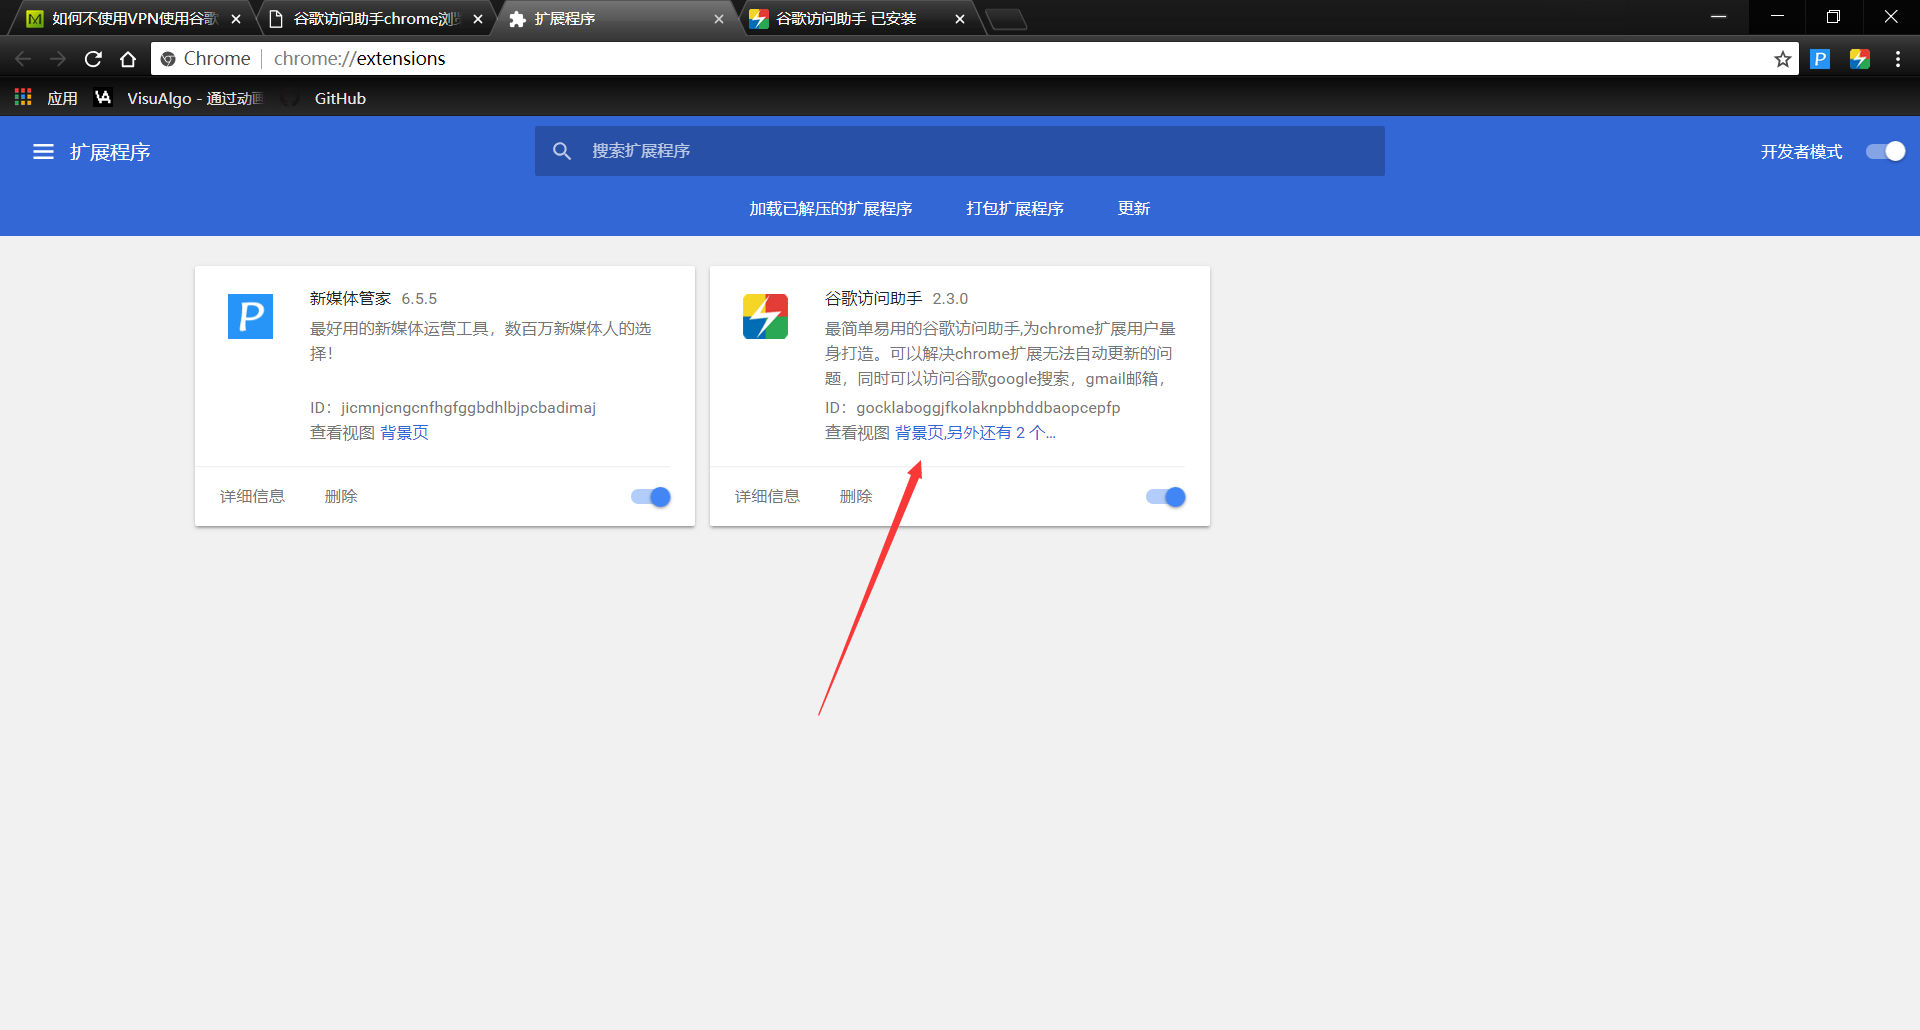 如何不使用VPN使用谷歌
谷歌访问助手chrome浏
扩展程序
谷歌访问助手 已安装
Chrome
chrome://extensions
应用
VisuAlgo - 通过动画
GitHub
扩展程序
搜索扩展程序
开发者模式
加载已解压的扩展程序
打包扩展程序
更新
新媒体管家 6.5.5
最好用的新媒体运营工具，数百万新媒体人的选
择！
ID：jicmnjcngcnfhgfggbdhlbjpcbadimaj
查看视图 背景页
详细信息
删除
谷歌访问助手 2.3.0
最简单易用的谷歌访问助手,为chrome扩展用户量
身打造。可以解决chrome扩展无法自动更新的问
题，同时可以访问谷歌google搜索，gmail邮箱，
ID：gocklaboggjfkolaknpbhddbaopcepfp
查看视图 背景页,另外还有 2 个...
详细信息
删除